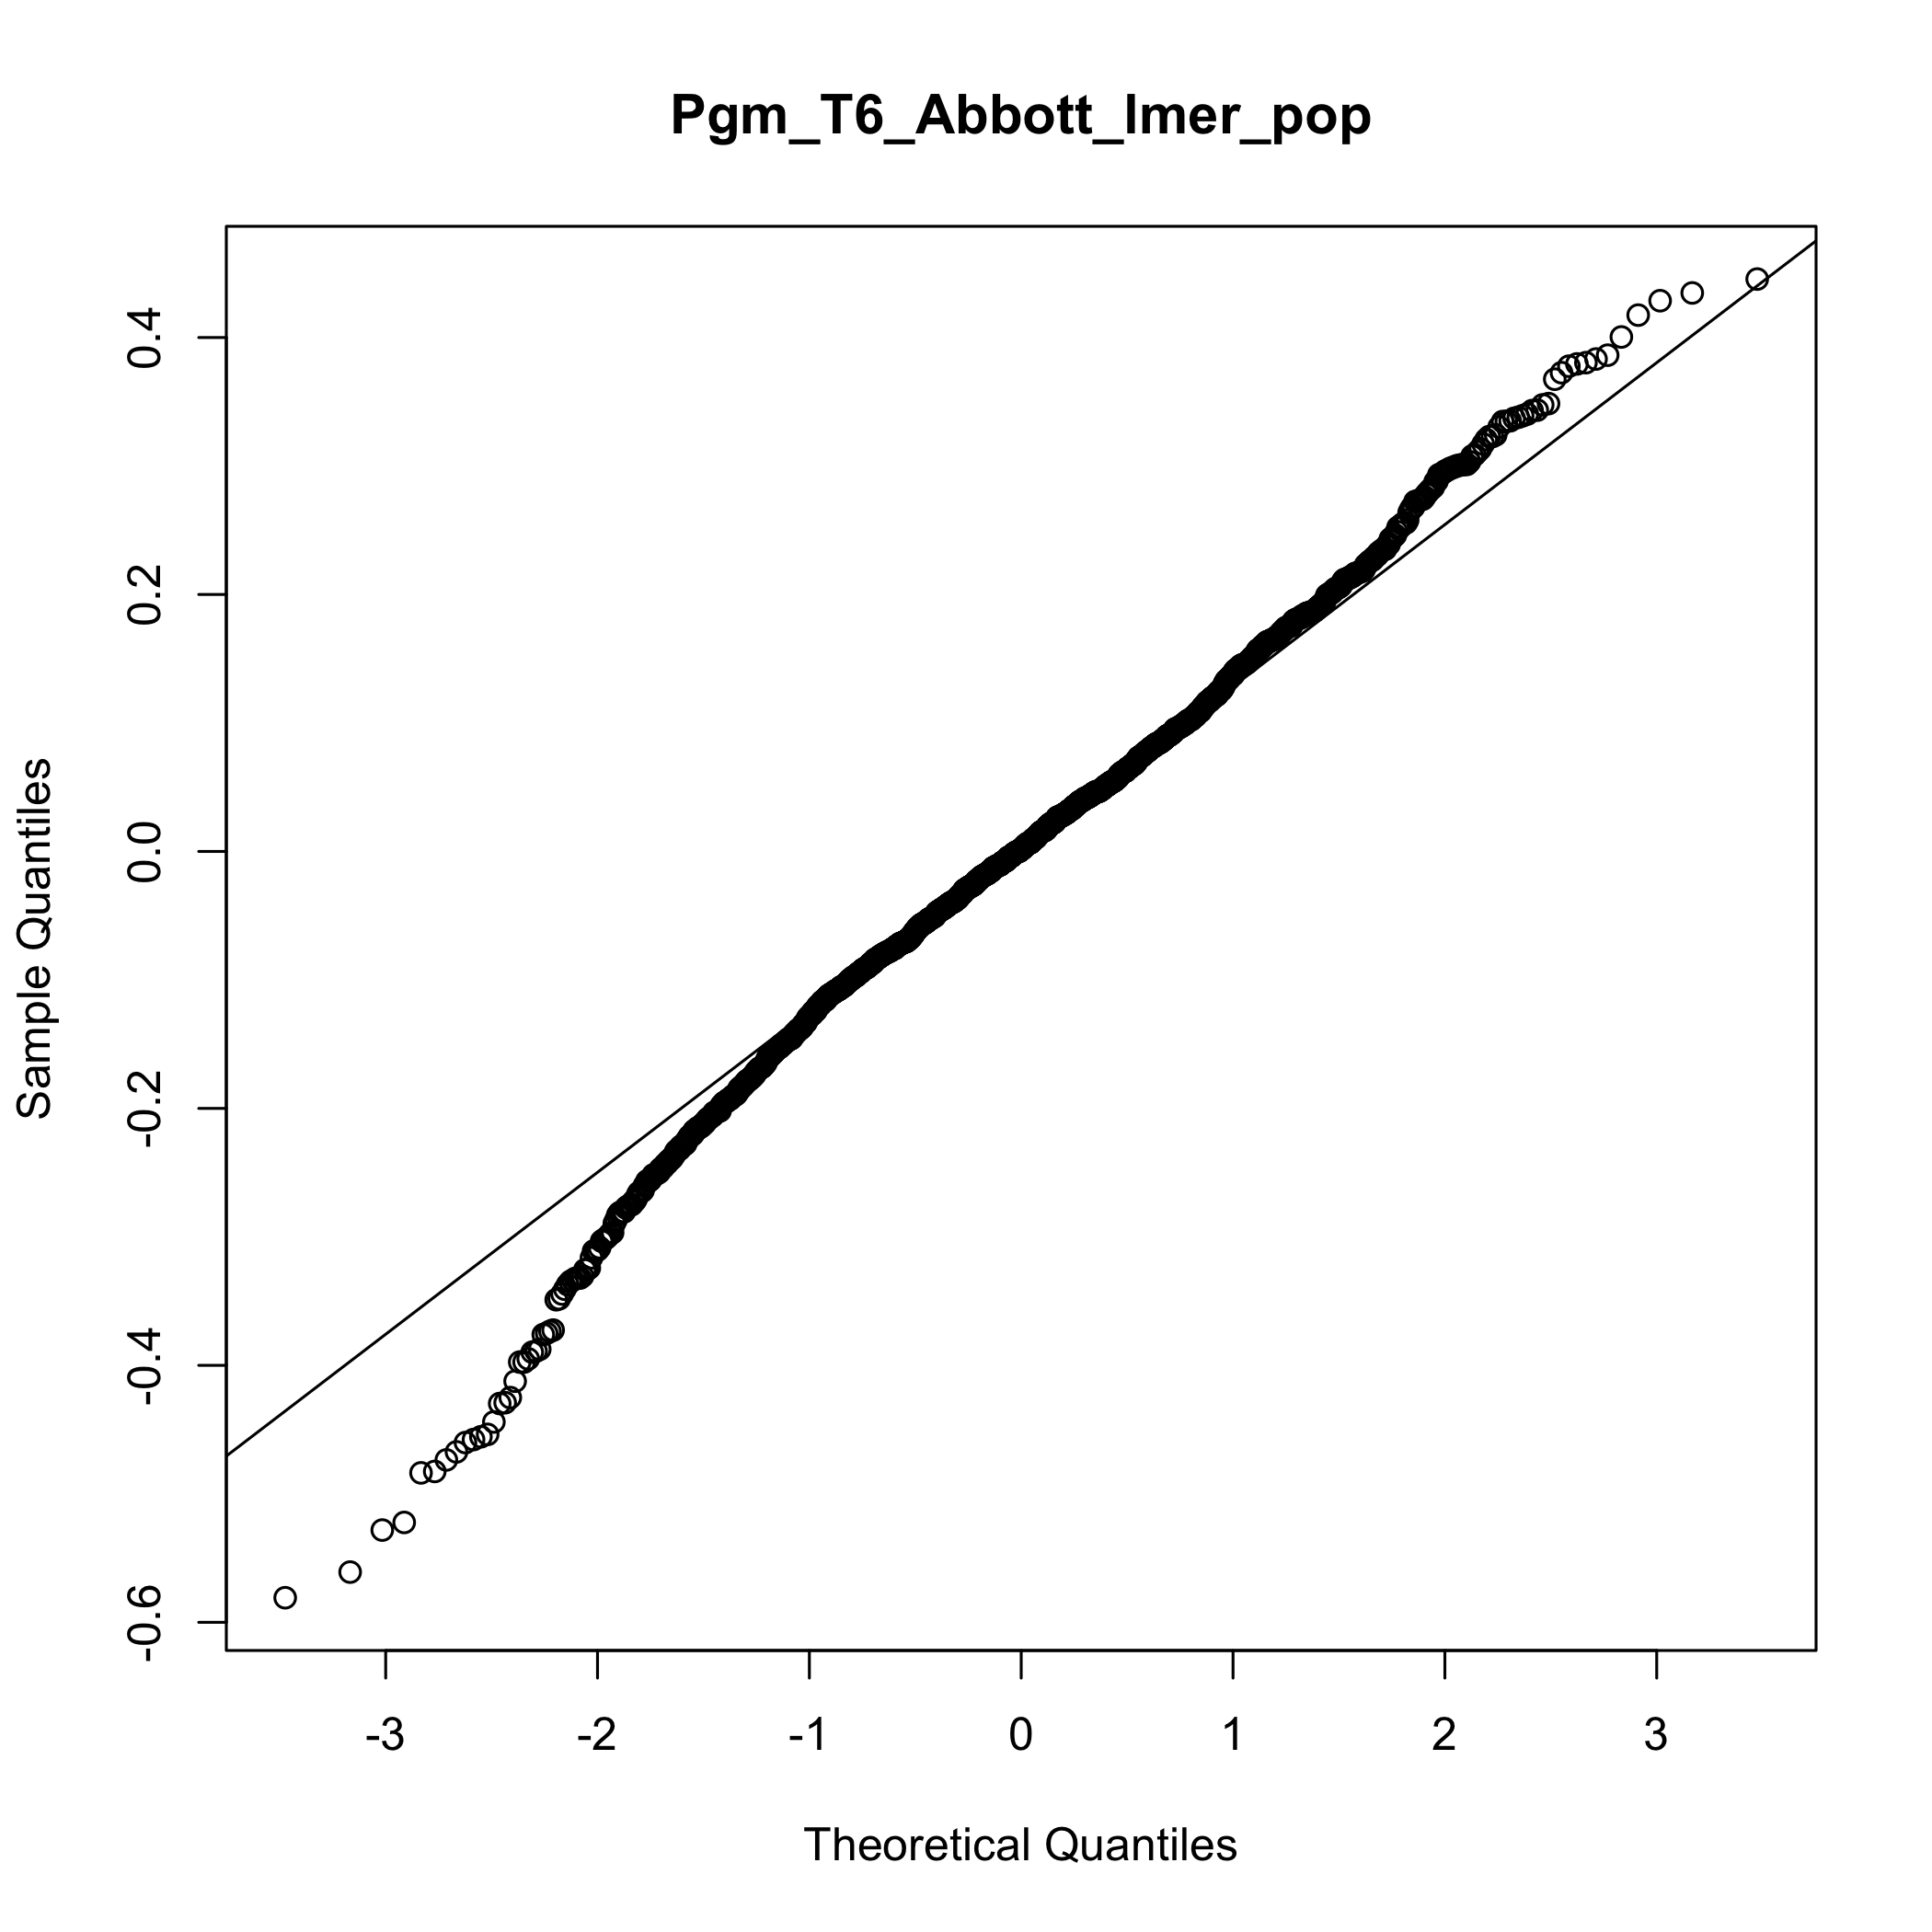 Pgm_T6_Abbott_lmer_pop
Sample Quantiles
0.4
0.2
0.0
-0.2
-0.4
-0.6
-3 -2 -1 0 1 2 3
Theoretical Quantiles